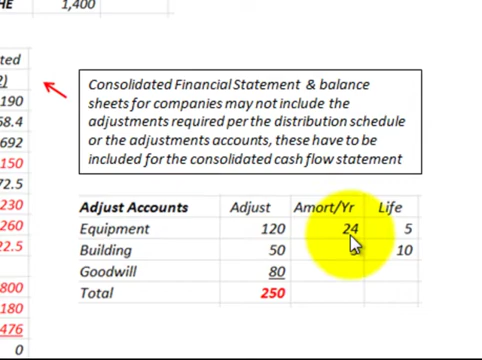 HE 1,400
ted
2)
190
68.4
692
150
72.5
230
260
22.5
800
180
476
0
Consolidated Financial Statement & balance
sheets for companies may not include the
adjustments required per the distribution schedule
or the adjustments accounts, these have to be
included for the consolidated cash flow statement
Adjust Accounts Adjust Amort/Yr Life
Equipment 120 24 5
Building 50 10
Goodwill 80
Total 250